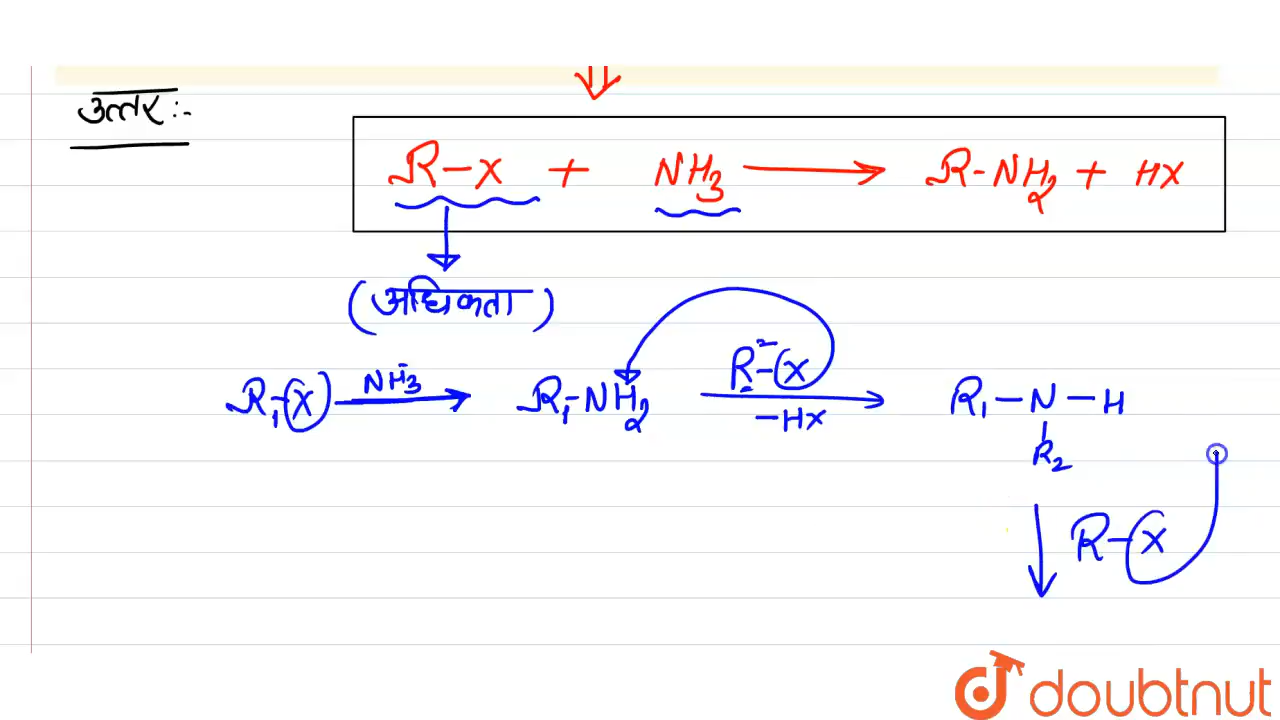 उत्तर :-
R-X + NH3 → R-NH2 + HX
(अधिकता)
R1-X NH3 → R1-NH2 R2-X -HX → R1-N-H
R2
R-X
doubtnut